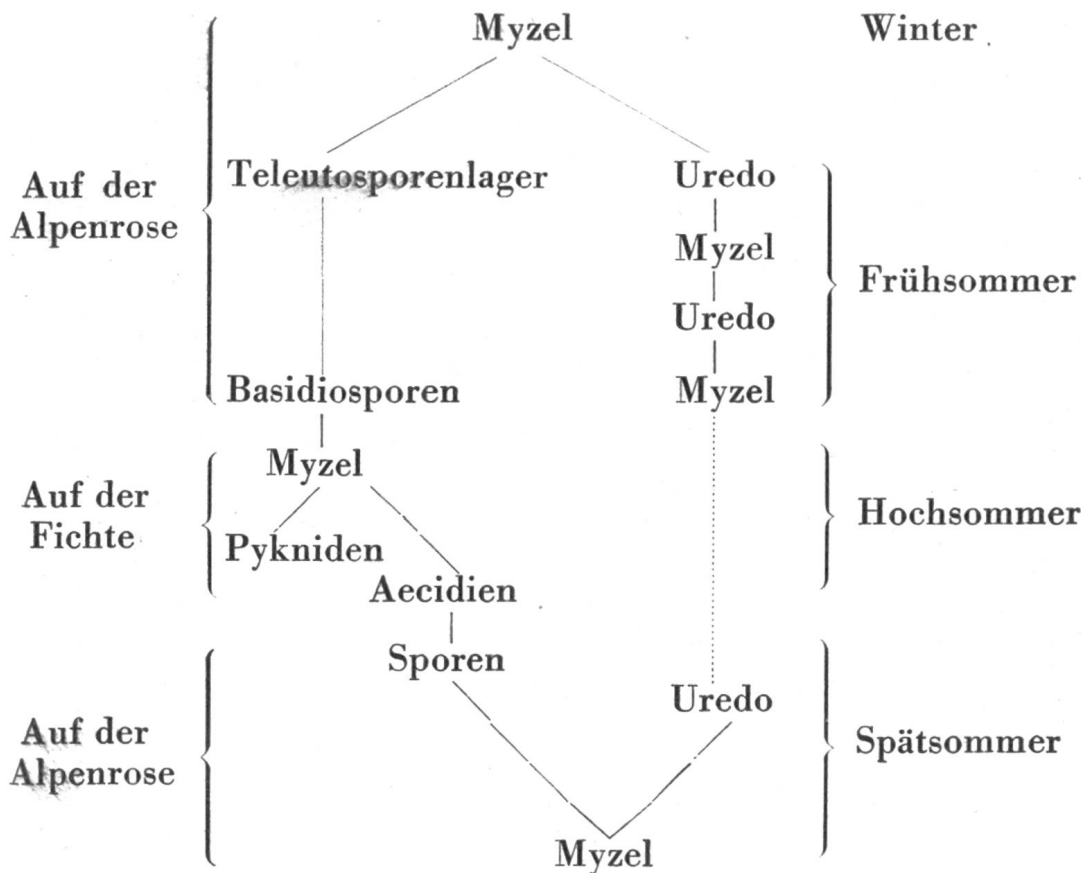 Myzel Winter
Teleutosporenlager Uredo
Auf der
Alpenrose
Myzel
Frühsommer
Uredo
Basidiosporen Myzel
Myzel
Auf der
Fichte
Hochsommer
Pykniden
Aecidien
Sporen
Uredo
Auf der
Alpenrose
Spätsommer
Myzel